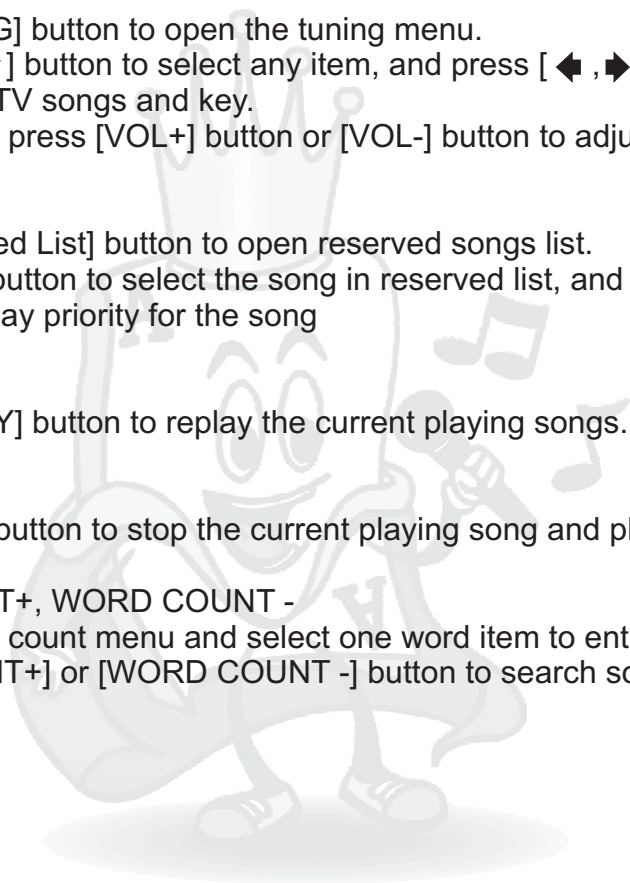 G] button to open the tuning menu.
] button to select any item, and press [ ◆ , ◆
TV songs and key.
press [VOL+] button or [VOL-] button to adju
ed List] button to open reserved songs list.
button to select the song in reserved list, and
ay priority for the song
Y] button to replay the current playing songs.
button to stop the current playing song and pl
T+, WORD COUNT -
count menu and select one word item to ent
NT+] or [WORD COUNT -] button to search so
A
A